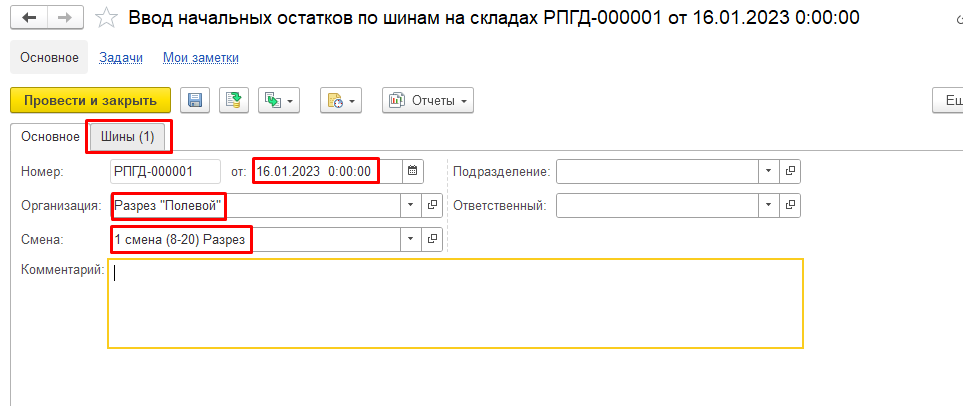 Ввод начальных остатков по шинам на складах РПГД-000001 от 16.01.2023 0:00:00
Основное Задачи Мои заметки
Провести и закрыть Отчеты Ещ
Основное Шины (1)
Номер: РПГД-000001 от: 16.01.2023 0:00:00 Подразделение:
Организация: Разрез "Полевой" Ответственный:
Смена: 1 смена (8-20) Разрез
Комментарий: